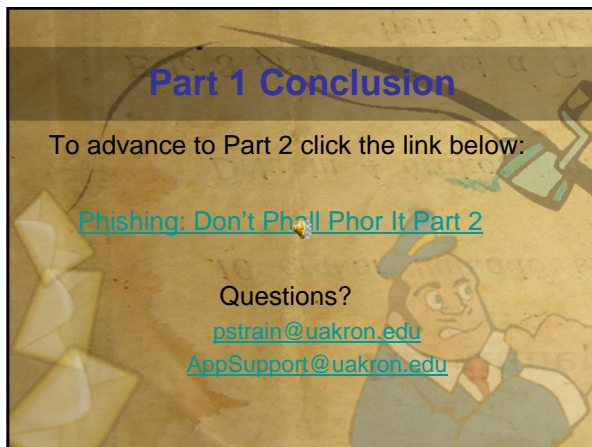 Part 1 Conclusion
To advance to Part 2 click the link below:
Phishing: Don't Phall Phor It Part 2
Questions?
pstrain@uakron.edu
AppSupport@uakron.edu